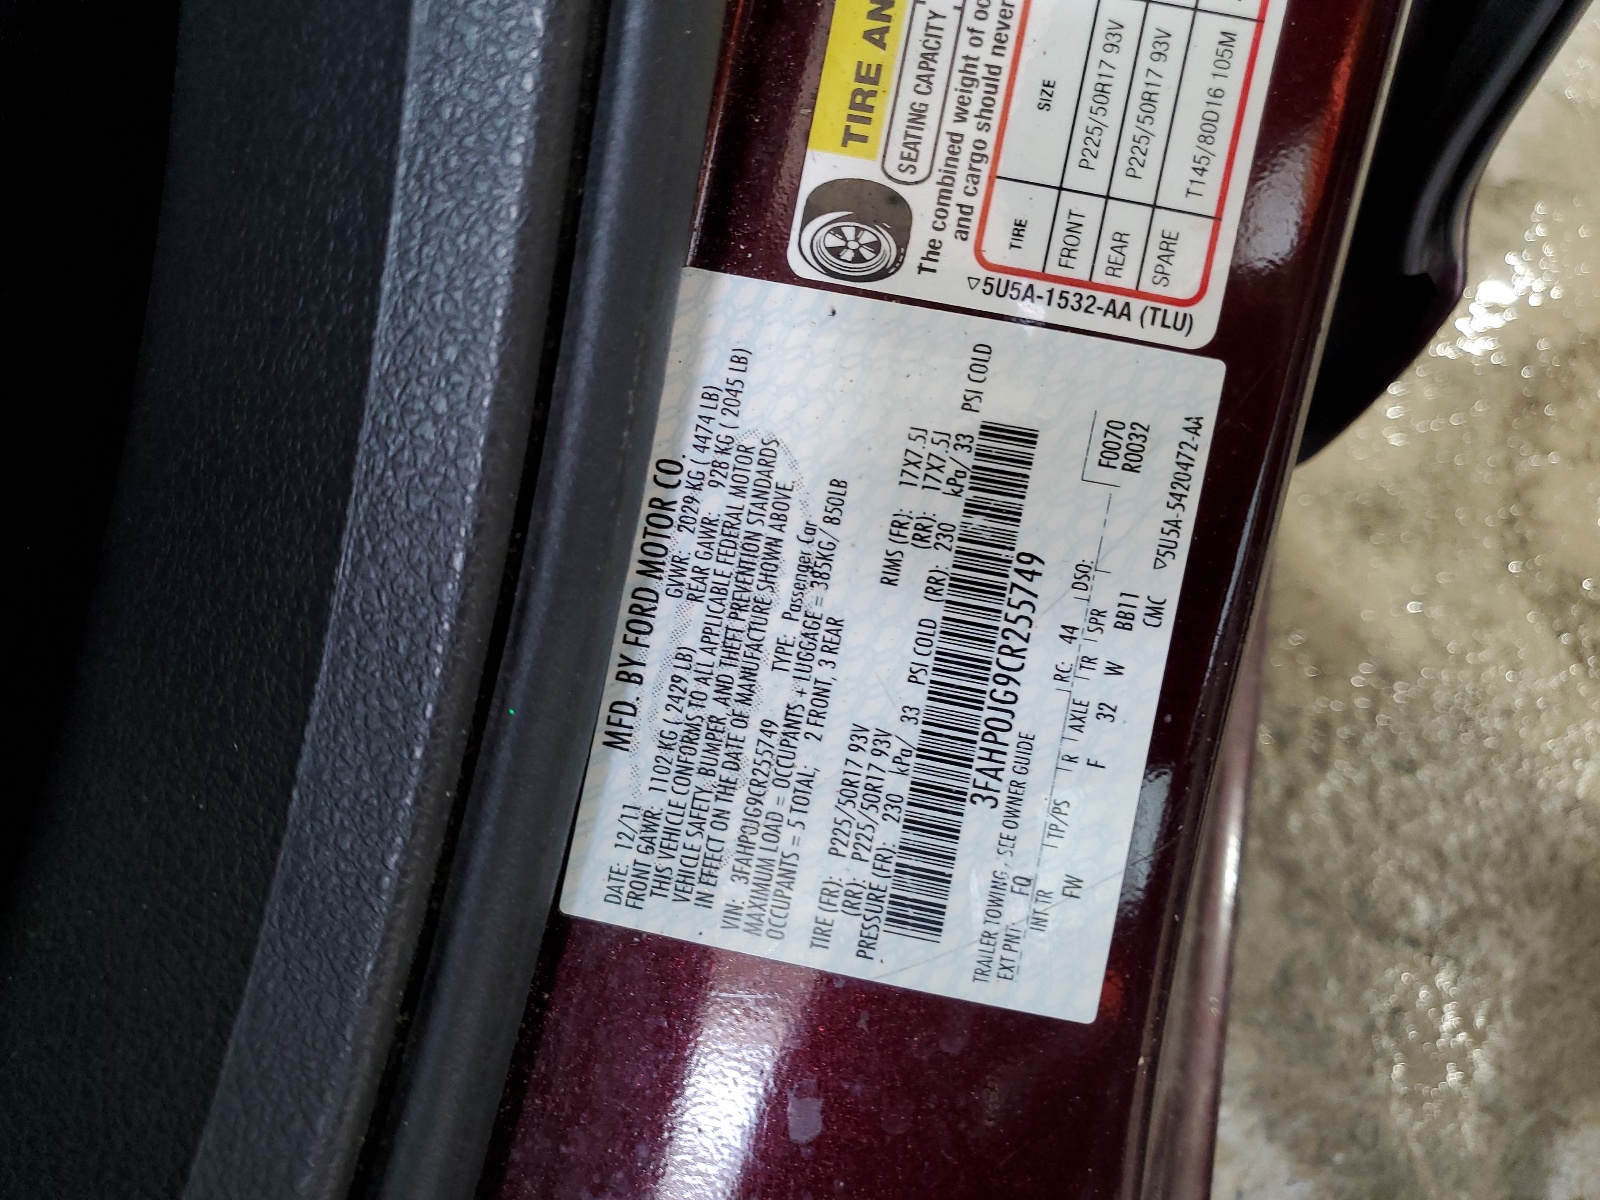 MFD. BY FORD MOTOR CO.
DATE: 12/11 GVWR: 2029 KG ( 4474 LB)
FRONT GAWR: 1102 KG ( 2429 LB) REAR GAWR: 928 KG ( 2045 LB)
THIS VEHICLE CONFORMS TO ALL APPLICABLE FEDERAL MOTOR
VEHICLE SAFETY, BUMPER, AND THEFT PREVENTION STANDARDS
IN EFFECT ON THE DATE OF MANUFACTURE SHOWN ABOVE.
VIN: 3FAHP0JG9CR255749 TYPE: Passenger Car
MAXIMUM LOAD = OCCUPANTS + LUGGAGE = 385KG/ 850LB
OCCUPANTS = 5 TOTAL; 2 FRONT, 3 REAR
TIRE (FR): P225/50R17 93V RIMS (FR): 17X7.5J
(RR): P225/50R17 93V (RR): 17X7.5J
PRESSURE (FR): 230 kPa/ 33 PSI COLD (RR): 230 kPa/ 33 PSI COLD
3FAHP0JG9CR255749
TRAILER TOWING, SEE OWNER GUIDE
F0070
R0032
EXT PNT: FQ RC: 44 DSO:
INT TR TP/PS R AXLE TR SPR
FW F 32 W BB11
CMC
▽5U5A-5420472-AA
TIRE AN
SEATING CAPACITY
The combined weight of oc
and cargo should never
TIRE SIZE
FRONT P225/50R17 93V
REAR P225/50R17 93V
SPARE T145/80D16 105M
▽5U5A-1532-AA (TLU)